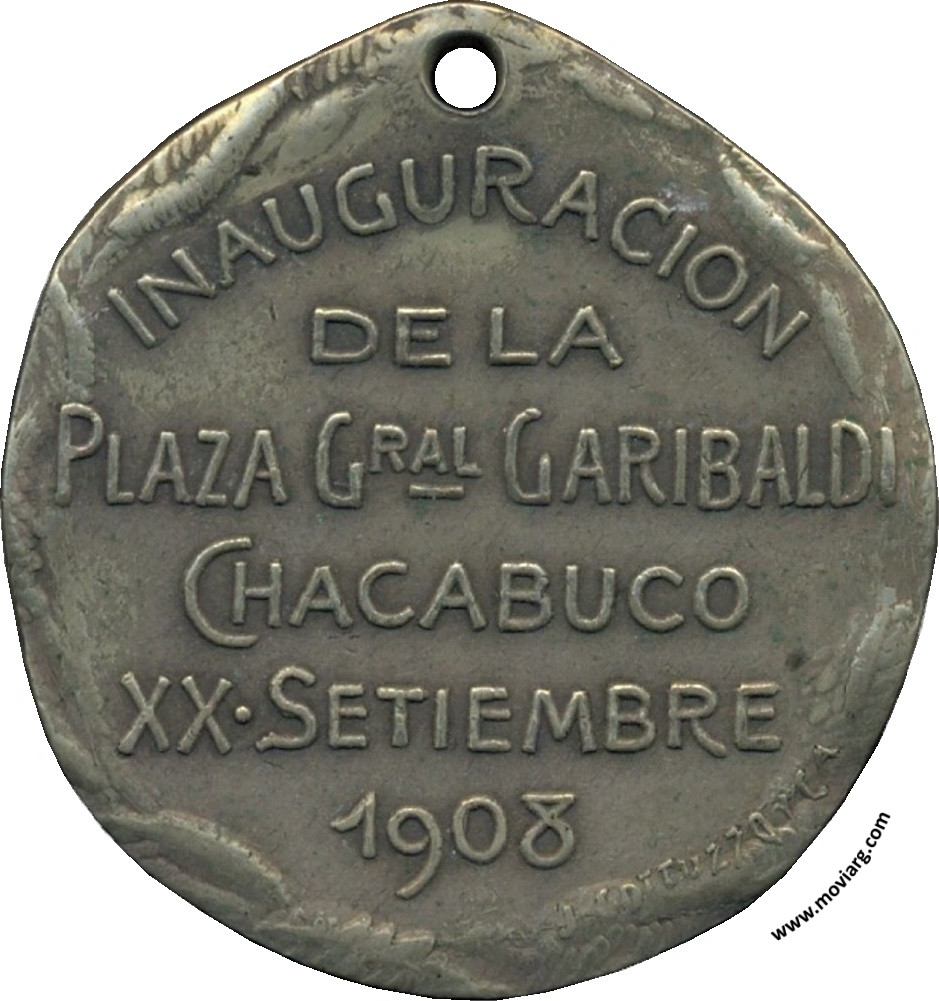 INAUGURACION
DE LA
PLAZA GRAL GARIBALDI
CHACABUCO
XX·SETIEMBRE
1908
www.moviarg.com